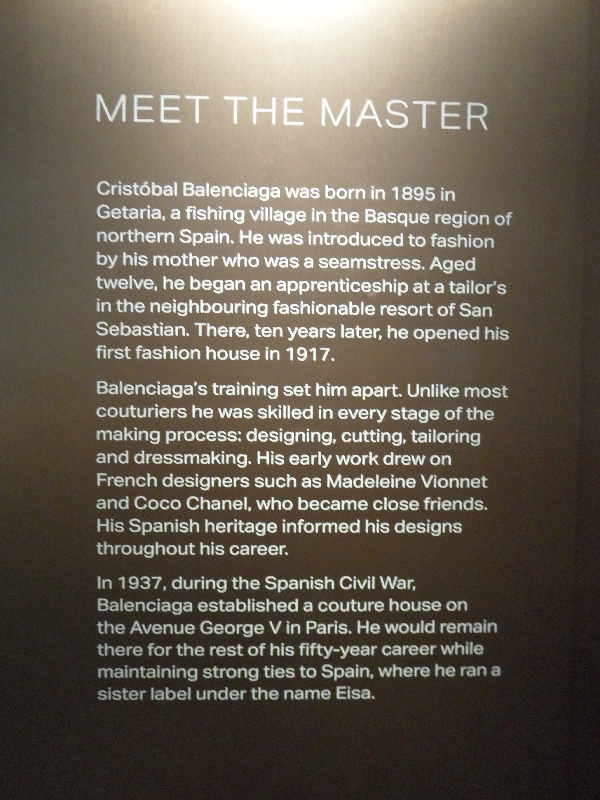 MEET THE MASTER
Cristóbal Balenciaga was born in 1895 in
Getaria, a fishing village in the Basque region of
northern Spain. He was introduced to fashion
by his mother who was a seamstress. Aged
twelve, he began an apprenticeship at a tailor's
in the neighbouring fashionable resort of San
Sebastian. There, ten years later, he opened his
first fashion house in 1917.
Balenciaga's training set him apart. Unlike most
couturiers he was skilled in every stage of the
making process: designing, cutting, tailoring
and dressmaking. His early work drew on
French designers such as Madeleine Vionnet
and Coco Chanel, who became close friends.
His Spanish heritage informed his designs
throughout his career.
In 1937, during the Spanish Civil War,
Balenciaga established a couture house on
the Avenue George V in Paris. He would remain
there for the rest of his fifty-year career while
maintaining strong ties to Spain, where he ran a
sister label under the name Eisa.